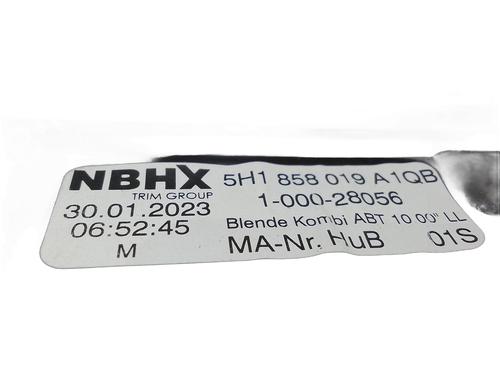 NBHX
TRIM GROUP
30.01.2023
06:52:45
M
5H1 858 019 A1QB
1-000-28056
Blende Kombi ABT 10 00" LL
MA-Nr. HuB 01S